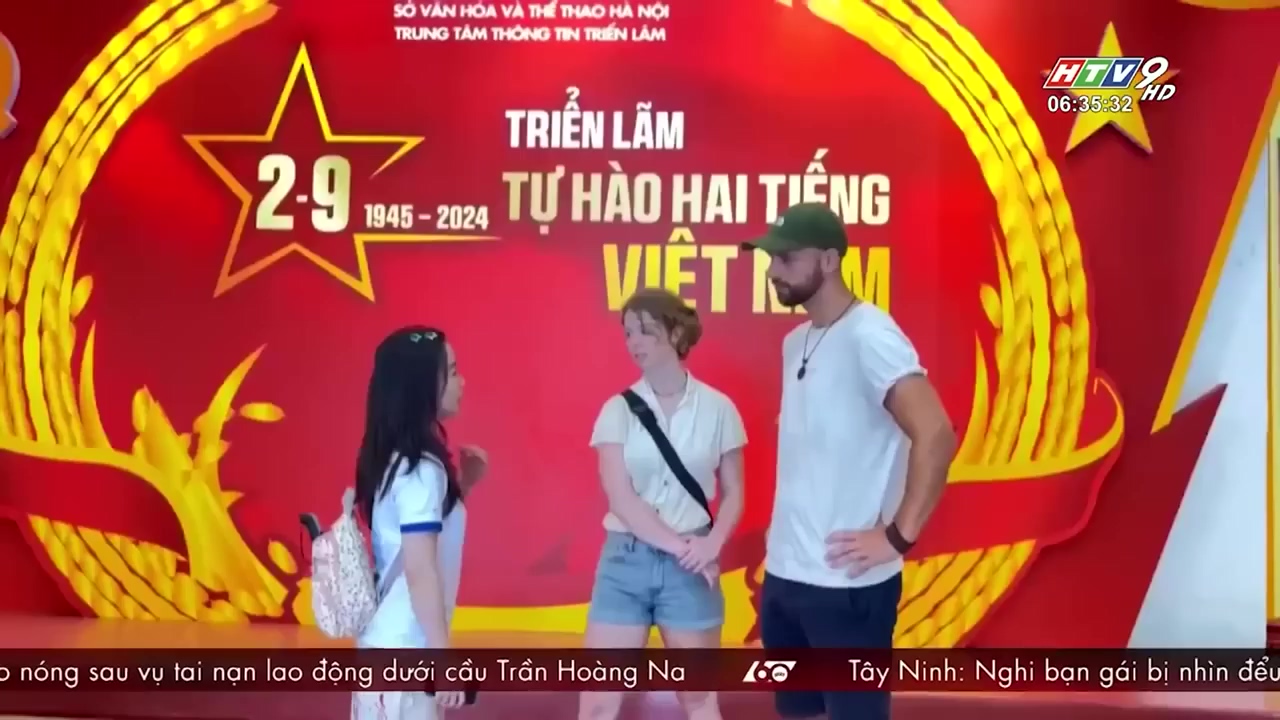 SỞ VĂN HÓA VÀ THỂ THAO HÀ NỘI
TRUNG TÂM THÔNG TIN TRIỂN LÃM
HTV9 HD
06:35:32
TRIỂN LÃM
TỰ HÀO HAI TIẾNG
VIỆT NAM
2-9
1945 - 2024
nóng sau vụ tai nạn lao động dưới cầu Trần Hoàng Na
60
Tây Ninh: Nghi bạn gái bị nhìn đểu